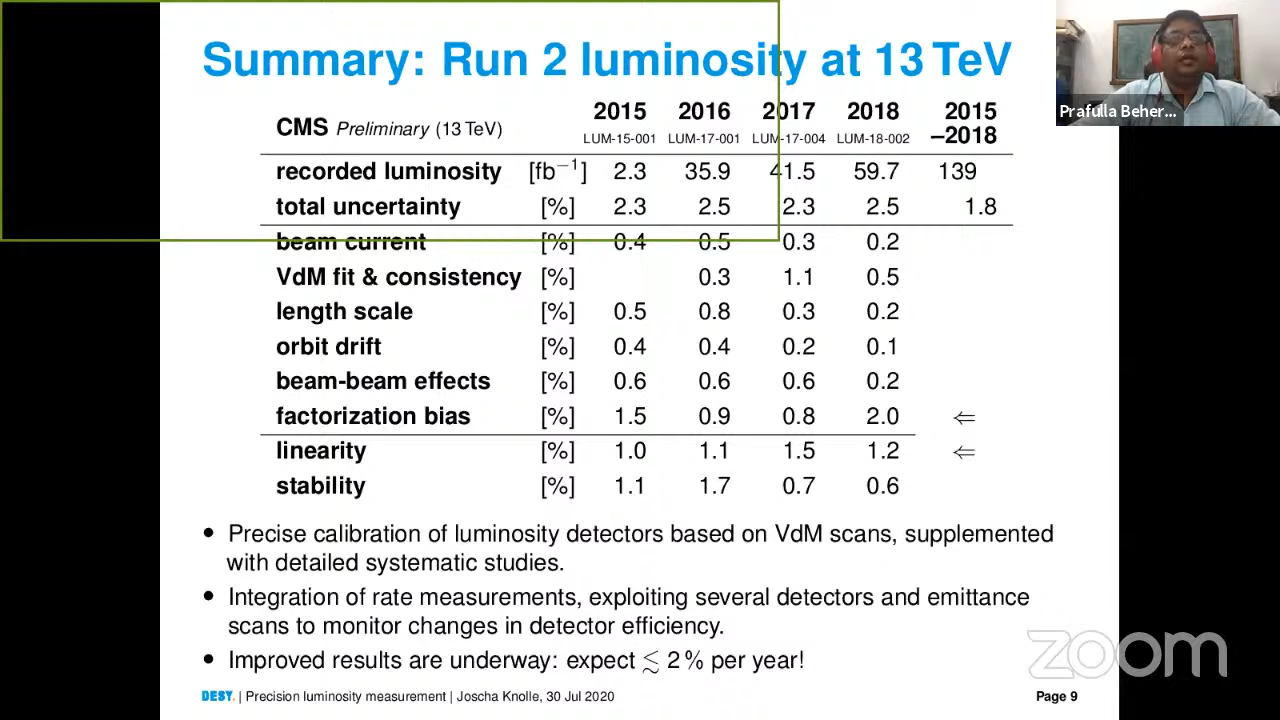 Summary: Run 2 luminosity at 13 TeV
CMS Preliminary (13 TeV) 2015 2016 2017 2018 2015
LUM-15-001 LUM-17-001 LUM-17-004 LUM-18-002 –2018
recorded luminosity [fb−1] 2.3 35.9 41.5 59.7 139
total uncertainty [%] 2.3 2.5 2.3 2.5 1.8
beam current [%] 0.4 0.5 0.3 0.2
VdM fit & consistency [%] 0.3 1.1 0.5
length scale [%] 0.5 0.8 0.3 0.2
orbit drift [%] 0.4 0.4 0.2 0.1
beam-beam effects [%] 0.6 0.6 0.6 0.2
factorization bias [%] 1.5 0.9 0.8 2.0 ⇐
linearity [%] 1.0 1.1 1.5 1.2 ⇐
stability [%] 1.1 1.7 0.7 0.6
• Precise calibration of luminosity detectors based on VdM scans, supplemented
with detailed systematic studies.
• Integration of rate measurements, exploiting several detectors and emittance
scans to monitor changes in detector efficiency.
• Improved results are underway: expect ≲ 2 % per year!
DESY. | Precision luminosity measurement | Joscha Knolle, 30 Jul 2020 Page 9
Prafulla Beher...
zoom